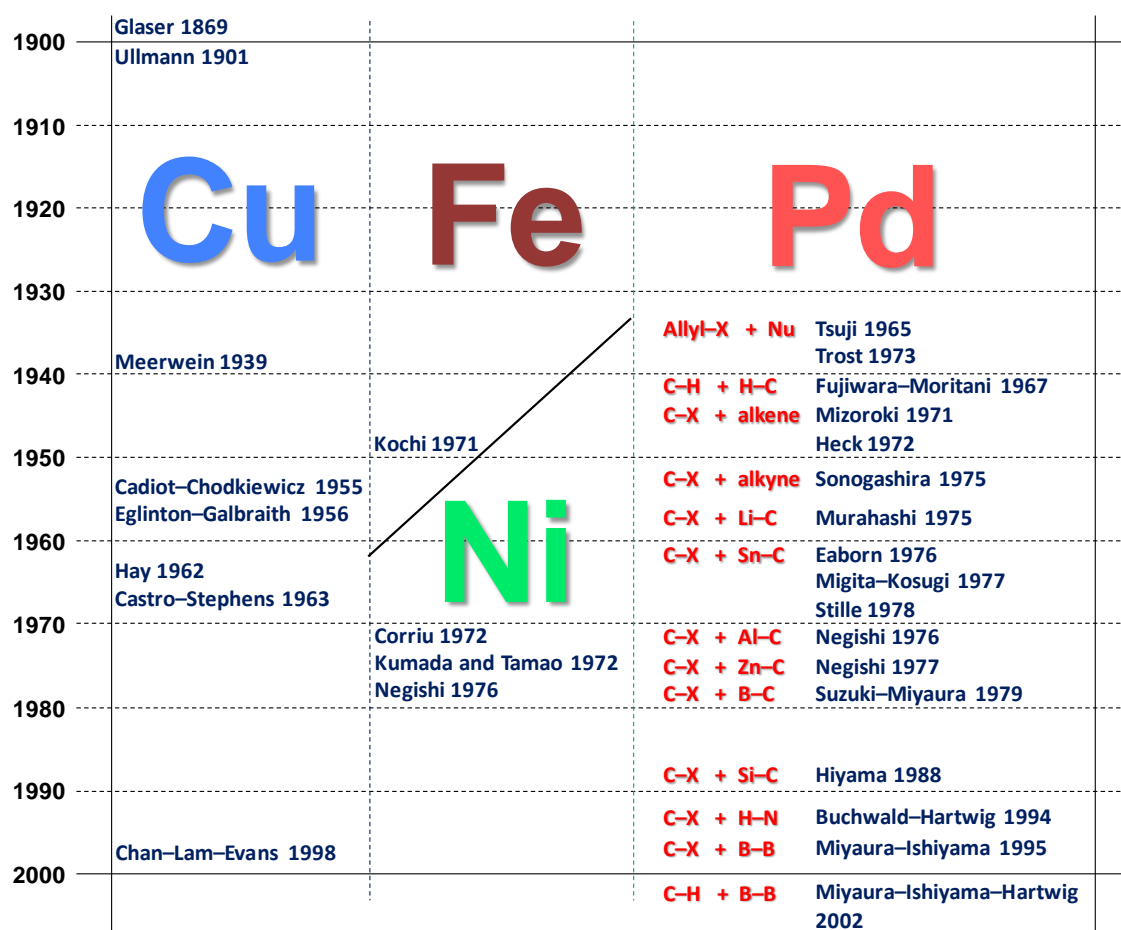 Glaser 1869
1900
Ullmann 1901
1910
Cu Fe Pd
1920
1930
Allyl–X + Nu Tsuji 1965
Trost 1973
Meerwein 1939
1940
C–H + H–C Fujiwara–Moritani 1967
C–X + alkene Mizoroki 1971
Kochi 1971
Heck 1972
1950
C–X + alkyne Sonogashira 1975
Cadiot–Chodkiewicz 1955
Eglinton–Galbraith 1956
C–X + Li–C Murahashi 1975
Ni
1960
C–X + Sn–C Eaborn 1976
Hay 1962
Migita–Kosugi 1977
Castro–Stephens 1963
Stille 1978
1970
Corriu 1972
C–X + Al–C Negishi 1976
Kumada and Tamao 1972
C–X + Zn–C Negishi 1977
Negishi 1976
C–X + B–C Suzuki–Miyaura 1979
1980
C–X + Si–C Hiyama 1988
1990
C–X + H–N Buchwald–Hartwig 1994
Chan–Lam–Evans 1998
C–X + B–B Miyaura–Ishiyama 1995
2000
C–H + B–B Miyaura–Ishiyama–Hartwig
2002